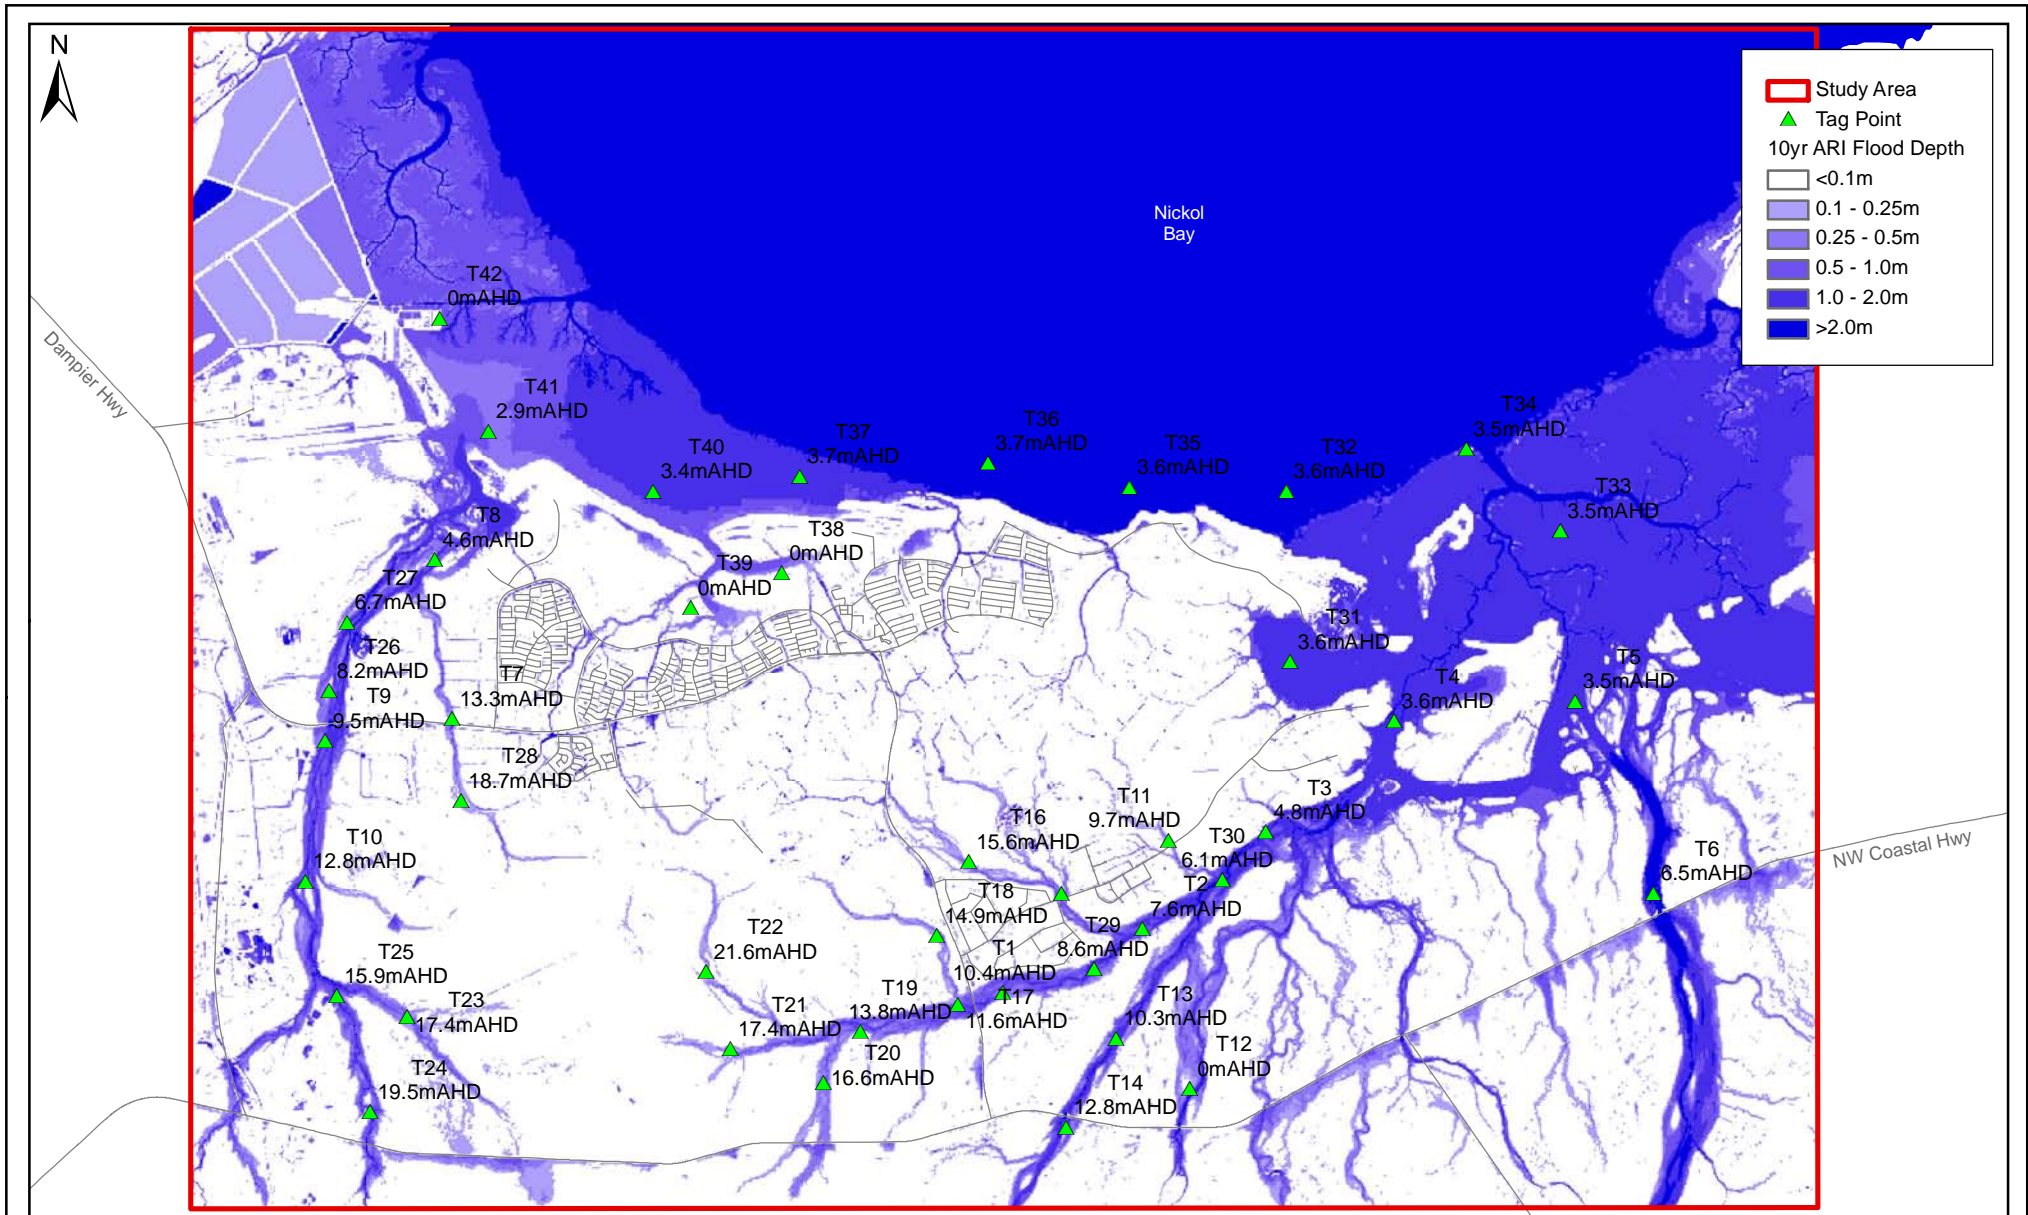 N
Study Area
Tag Point
10yr ARI Flood Depth
<0.1m
0.1 - 0.25m
0.25 - 0.5m
0.5 - 1.0m
1.0 - 2.0m
>2.0m
Nickol
Bay
Dampier Hwy
NW Coastal Hwy
T42
0mAHD
T41
2.9mAHD
T40
3.4mAHD
T37
3.7mAHD
T36
3.7mAHD
T35
3.6mAHD
T32
3.6mAHD
T34
3.5mAHD
T33
3.5mAHD
T8
4.6mAHD
T38
0mAHD
T39
0mAHD
T27
6.7mAHD
T26
8.2mAHD
T9
9.5mAHD
T7
13.3mAHD
T28
18.7mAHD
T31
3.6mAHD
T4
3.6mAHD
T5
3.5mAHD
T3
4.8mAHD
T11
9.7mAHD
T30
6.1mAHD
T16
15.6mAHD
T10
12.8mAHD
T6
6.5mAHD
T2
7.6mAHD
T18
14.9mAHD
T29
8.6mAHD
T1
10.4mAHD
T22
21.6mAHD
T25
15.9mAHD
T23
17.4mAHD
T19
13.8mAHD
T17
11.6mAHD
T21
17.4mAHD
T13
10.3mAHD
T20
16.6mAHD
T12
0mAHD
T24
19.5mAHD
T14
12.8mAHD